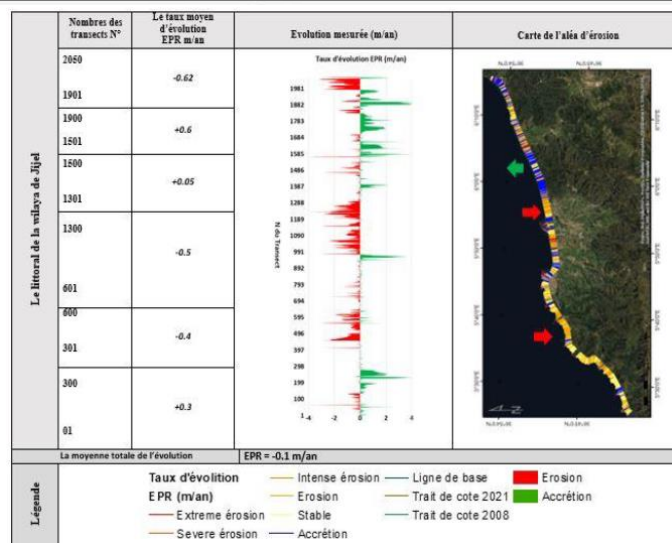 Nombres des
transects N°
Le taux moyen
d'évolution
EPR m/an
Evolution mesurée (m/an)
Carte de l'aléa d'érosion
Le littoral de la wilaya de Jijel
2050
1901
-0.62
1900
1501
+0.6
1500
1301
+0.05
1300
601
-0.5
600
301
-0.4
300
01
+0.3
Taux d'évolution EPR (m/an)
N du Transect
1981
1882
1783
1684
1585
1486
1387
1288
1189
1090
991
892
793
694
595
496
397
298
199
100
1
-4 -2 0 2 4
La moyenne totale de l'évolution
EPR = -0.1 m/an
Légende
Taux d'évolition
EPR (m/an)
Extreme érosion
Severe érosion
Intense érosion
Erosion
Stable
Accrétion
Ligne de base
Trait de cote 2021
Trait de cote 2008
Erosion
Accrétion